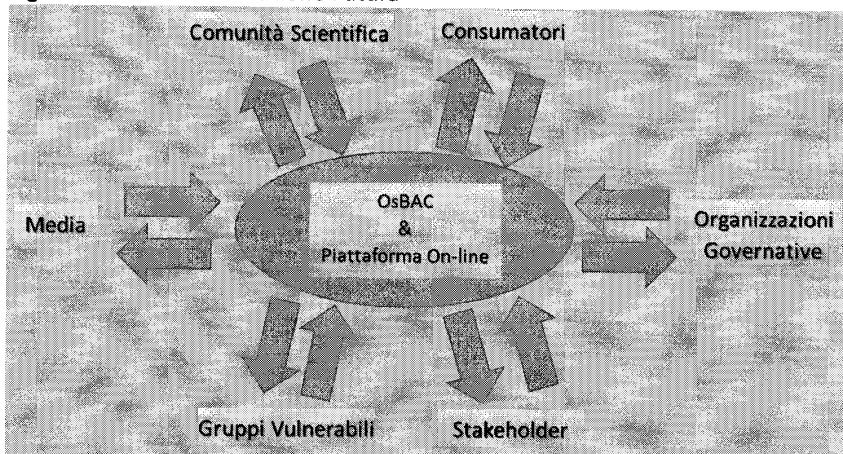 Comunità Scientifica
Consumatori
OsBAC
&
Piattaforma On-line
Media
Organizzazioni
Governative
Gruppi Vulnerabili
Stakeholder